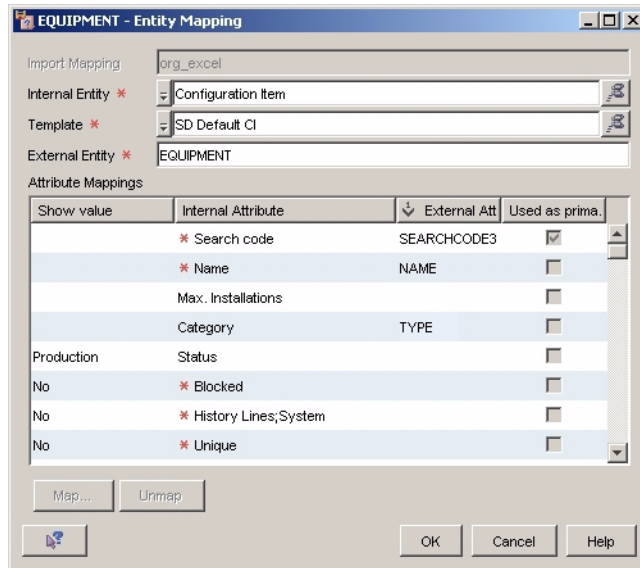 EQUIPMENT - Entity Mapping
Import Mapping org_excel
Internal Entity * Configuration Item
Template * SD Default CI
External Entity * EQUIPMENT
Attribute Mappings
Show value Internal Attribute External Att Used as prima.
* Search code SEARCHCODE3
* Name NAME
Max. Installations
Category TYPE
Production Status
No * Blocked
No * History Lines;System
No * Unique
Map... Unmap
OK Cancel Help